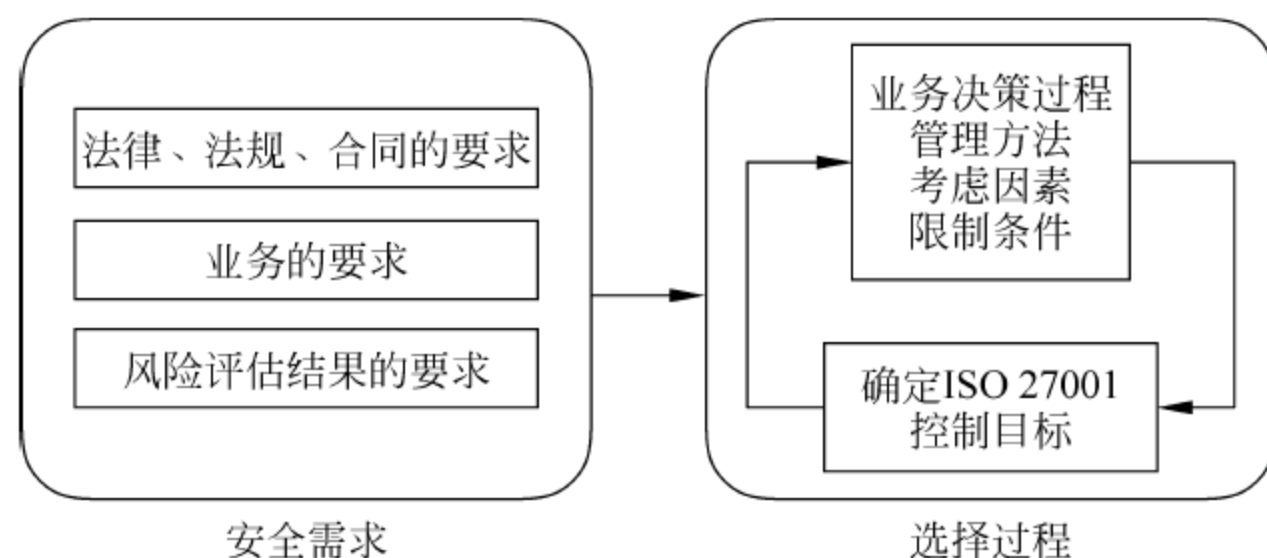 法律、法规、合同的要求
业务的要求
风险评估结果的要求
安全需求
业务决策过程
管理方法
考虑因素
限制条件
确定ISO 27001
控制目标
选择过程